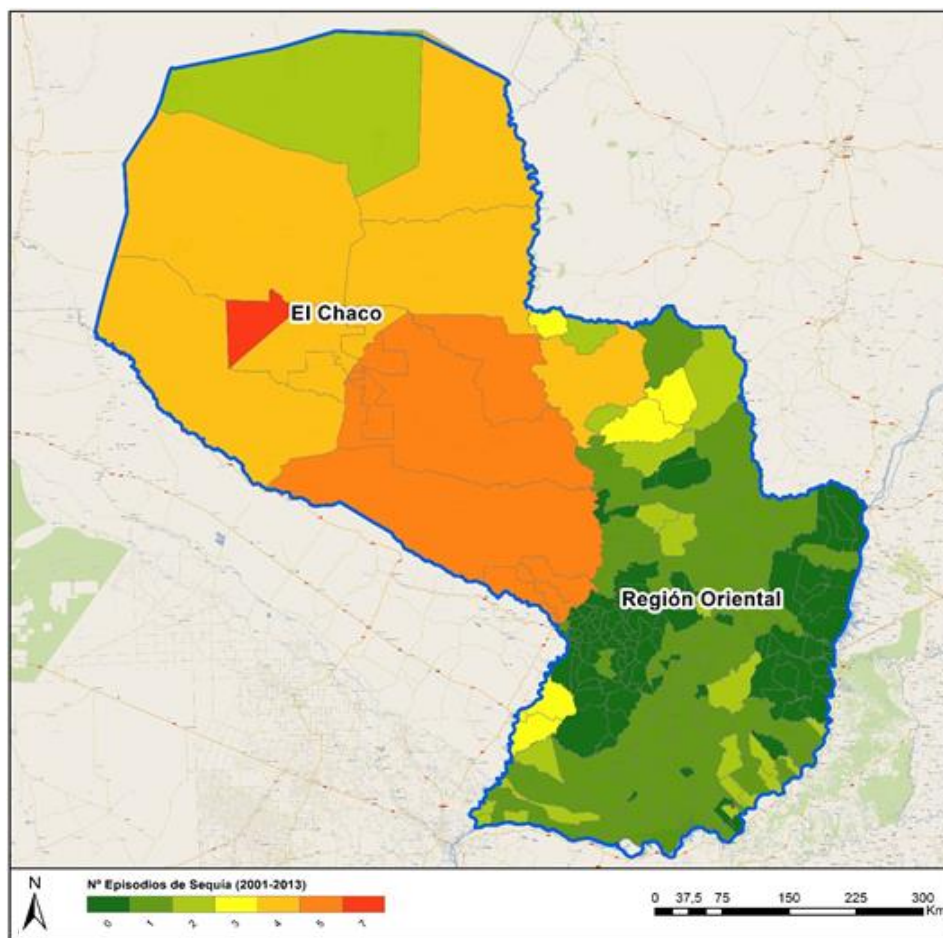 El Chaco
Región Oriental
N
Nº Episodios de Sequia (2001-2013)
0 1 2 3 4 5 7
0 37,5 75 150 225 300
Km